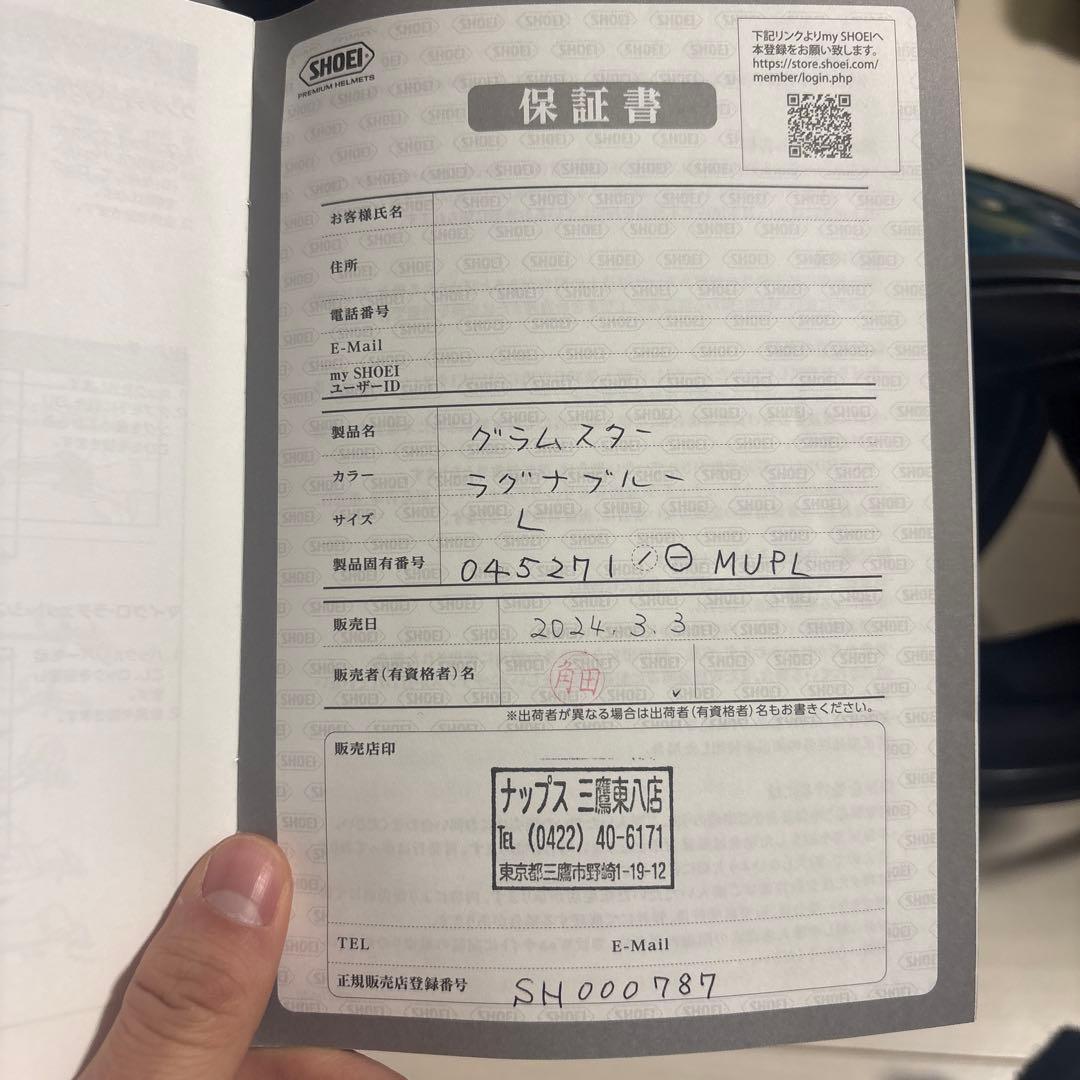 SHOEI
PREMIUM HELMETS
保証書
下記リンクよりmy SHOEIへ
本登録をお願い致します。
https://store.shoei.com/
member/login.php
お客様氏名
住所
電話番号
E-Mail
my SHOEI
ユーザーID
製品名 グラムスター
カラー ラグナブルー
サイズ L
製品固有番号 045271 MUPL
販売日 2024.3.3
販売者(有資格者)名 角田
※出荷者が異なる場合は出荷者(有資格者)名もお書きください。
販売店印
ナップス 三鷹東八店
TEL (0422) 40-6171
東京都三鷹市野崎1-19-12
TEL E-Mail
正規販売店登録番号 SH000787